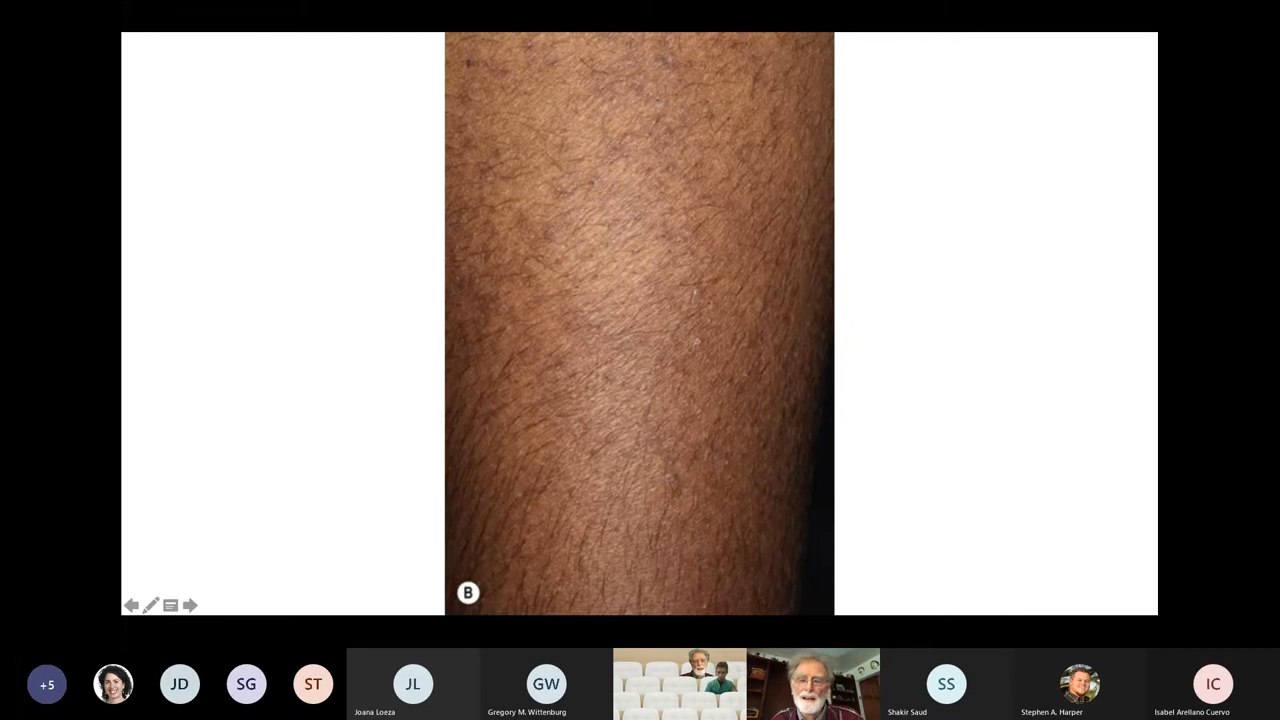 B
+5
JD
SG
ST
JL
Joana Loeza
GW
Gregory M. Wittenburg
SS
Shakir Saud
Stephen A. Harper
IC
Isabel Arellano Cuervo